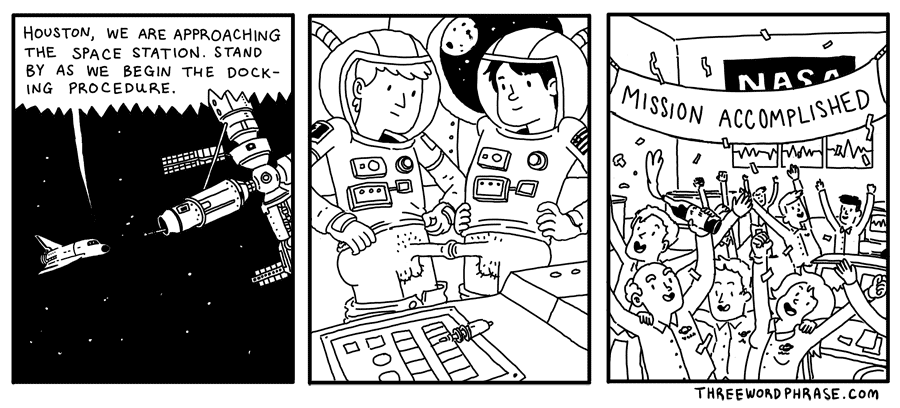 HOUSTON, WE ARE APPROACHING
THE SPACE STATION. STAND
BY AS WE BEGIN THE DOCK-
ING PROCEDURE.
NASA
MISSION ACCOMPLISHED
THREEWORDPHRASE.COM